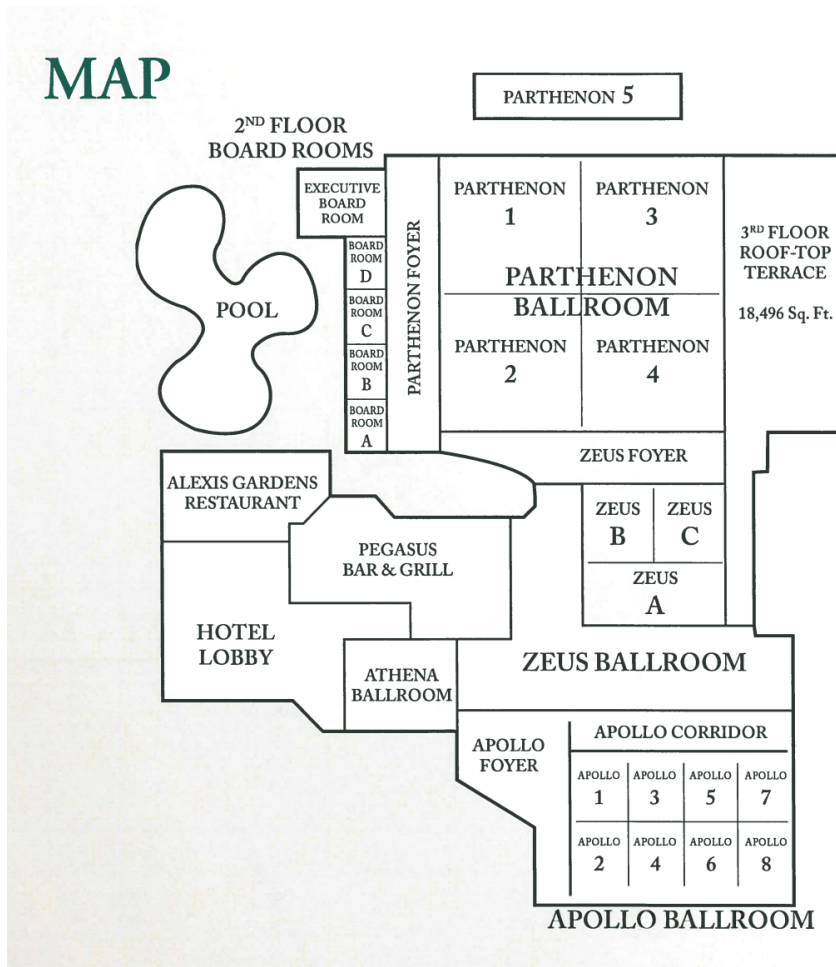 MAP
PARTHENON 5
2ND FLOOR
BOARD ROOMS
EXECUTIVE
BOARD
ROOM
BOARD
ROOM
D
BOARD
ROOM
C
BOARD
ROOM
B
BOARD
ROOM
A
POOL
PARTHENON FOYER
PARTHENON
1
PARTHENON
3
PARTHENON
BALLROOM
PARTHENON
2
PARTHENON
4
3RD FLOOR
ROOF-TOP
TERRACE
18,496 Sq. Ft.
ZEUS FOYER
ALEXIS GARDENS
RESTAURANT
ZEUS
B
ZEUS
C
ZEUS
A
PEGASUS
BAR & GRILL
HOTEL
LOBBY
ATHENA
BALLROOM
ZEUS BALLROOM
APOLLO
FOYER
APOLLO CORRIDOR
APOLLO
1
APOLLO
3
APOLLO
5
APOLLO
7
APOLLO
2
APOLLO
4
APOLLO
6
APOLLO
8
APOLLO BALLROOM